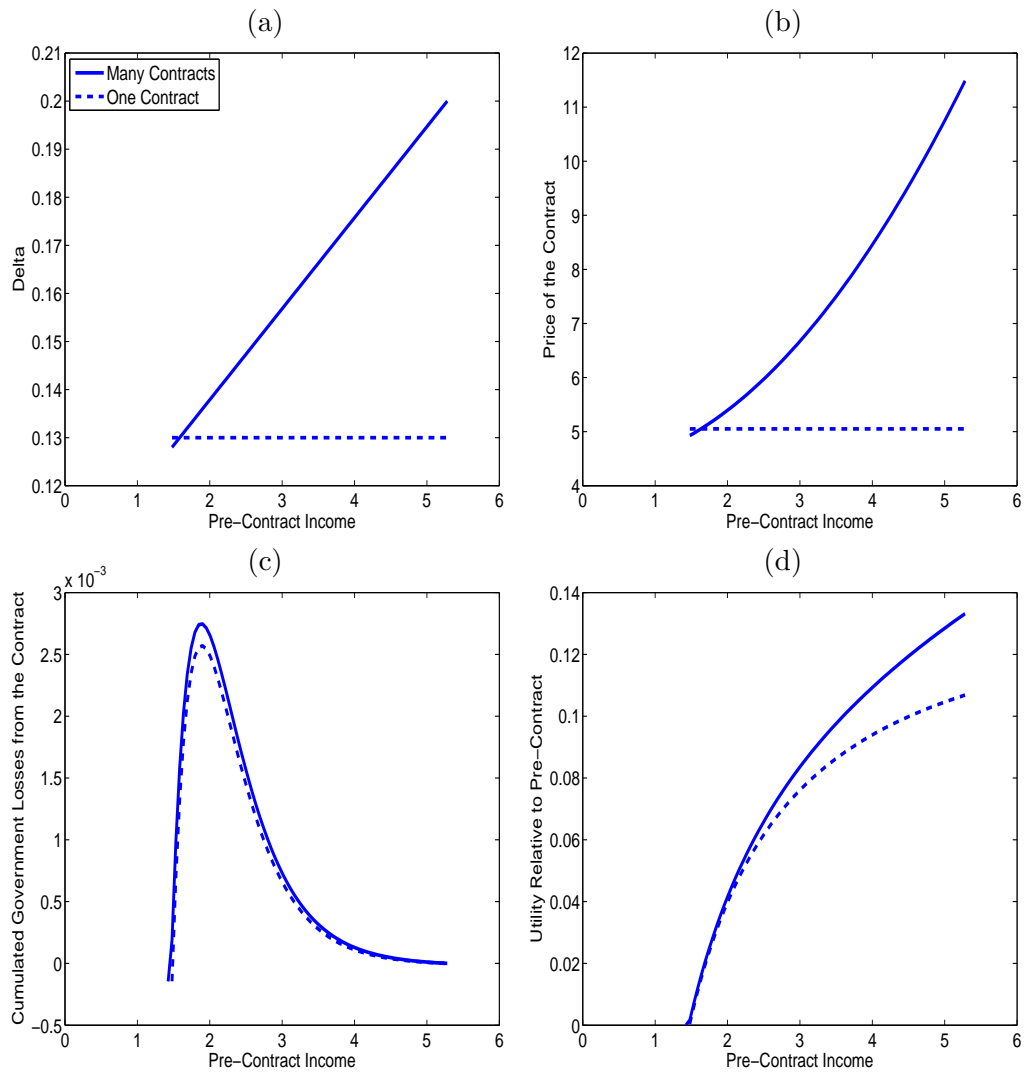 (a)
0.21
0.2
0.19
0.18
0.17
0.16
0.15
0.14
0.13
0.12
Delta
Many Contracts
One Contract
0 1 2 3 4 5 6
Pre−Contract Income
(b)
12
11
10
9
8
7
6
5
4
Price of the Contract
0 1 2 3 4 5 6
Pre−Contract Income
(c)
x 10−3
3
2.5
2
1.5
1
0.5
0
−0.5
Cumulated Government Losses from the Contract
0 1 2 3 4 5 6
Pre−Contract Income
(d)
0.14
0.12
0.1
0.08
0.06
0.04
0.02
0
Utility Relative to Pre−Contract
0 1 2 3 4 5 6
Pre−Contract Income